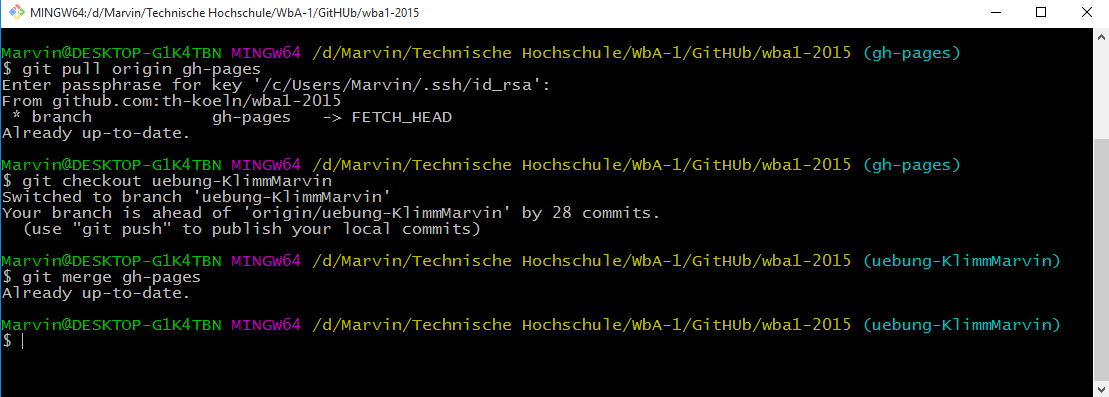 MINGW64:/d/Marvin/Technische Hochschule/WbA-1/GitHUb/wba1-2015
Marvin@DESKTOP-G1K4TBN MINGW64 /d/Marvin/Technische Hochschule/WbA-1/GitHUb/wba1-2015 (gh-pages)
$ git pull origin gh-pages
Enter passphrase for key '/c/Users/Marvin/.ssh/id_rsa':
From github.com:th-koeln/wba1-2015
 * branch            gh-pages   -> FETCH_HEAD
Already up-to-date.
Marvin@DESKTOP-G1K4TBN MINGW64 /d/Marvin/Technische Hochschule/WbA-1/GitHUb/wba1-2015 (gh-pages)
$ git checkout uebung-KlimmMarvin
Switched to branch 'uebung-KlimmMarvin'
Your branch is ahead of 'origin/uebung-KlimmMarvin' by 28 commits.
  (use "git push" to publish your local commits)
Marvin@DESKTOP-G1K4TBN MINGW64 /d/Marvin/Technische Hochschule/WbA-1/GitHUb/wba1-2015 (uebung-KlimmMarvin)
$ git merge gh-pages
Already up-to-date.
Marvin@DESKTOP-G1K4TBN MINGW64 /d/Marvin/Technische Hochschule/WbA-1/GitHUb/wba1-2015 (uebung-KlimmMarvin)
$